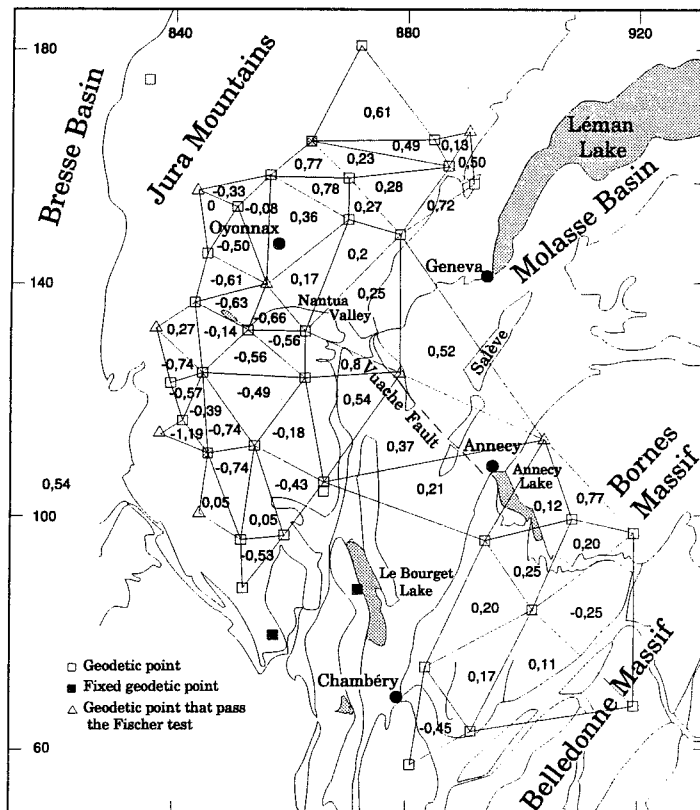 840
880
920
180
140
100
60
0,54
Bresse Basin
Jura Mountains
Léman
Lake
Molasse Basin
0,61
0,49
0,13
0,77
0,23
0,50
-0,33
0,78
0,28
0
-0,08
0,36
0,27
0,72
Oyonnax
-0,50
0,2
Geneva
-0,61
0,17
0,25
-0,63
Nantua
Valley
-0,66
0,27
-0,14
-0,56
0,52
Salève
-0,74
-0,56
0,8
Vuache Fault
-0,57
-0,49
0,54
-0,39
-1,19
-0,74
-0,18
0,37
Annecy
-0,74
-0,43
0,21
Annecy
Lake
0,77
Bornes
Massif
0,05
0,05
0,12
-0,53
0,20
0,25
Le Bourget
Lake
0,20
-0,25
0,17
0,11
Chambéry
-0,45
Belledonne Massif
Geodetic point
Fixed geodetic point
Geodetic point that pass
the Fischer test